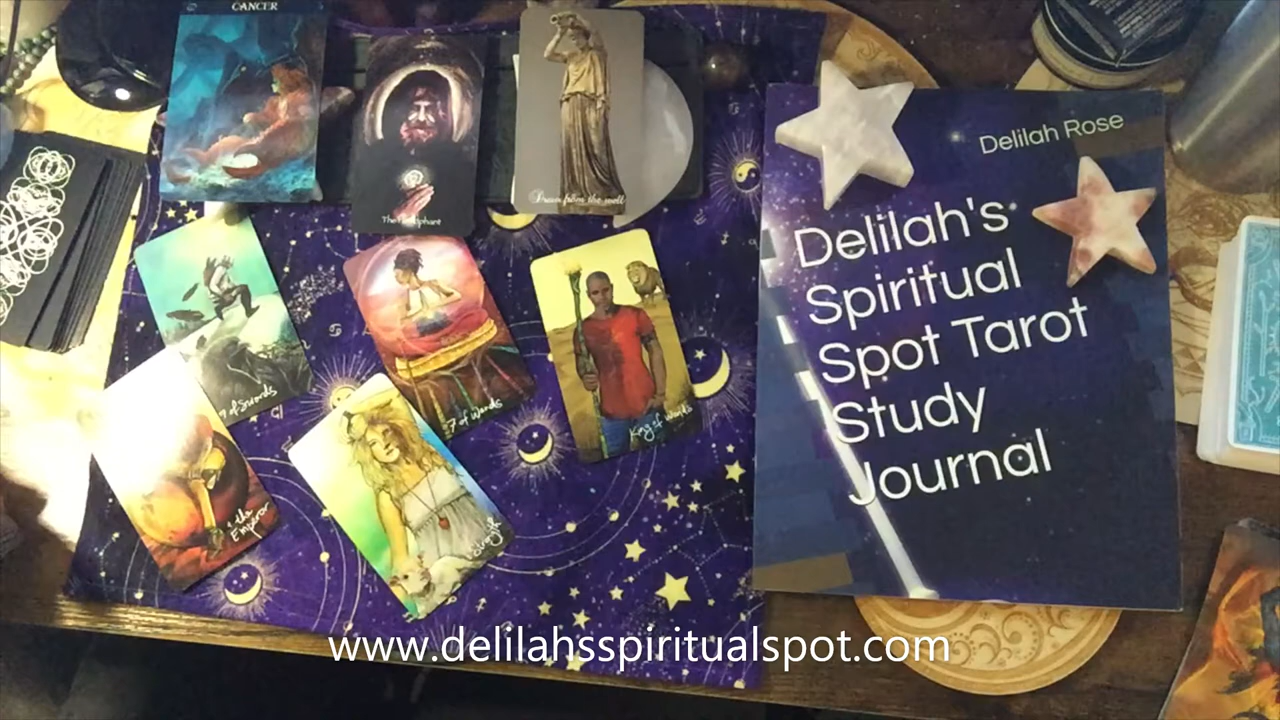 CANCER
The Hierophant
Drawn from the well
Delilah Rose
Delilah's
Spiritual
Spot Tarot
Study
Journal
9 of Swords
7 of Wands
King of Wands
the
Emperor
Strength
www.delilahsspiritualspot.com